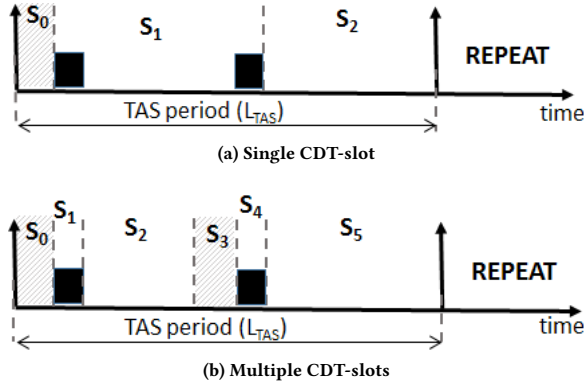 S0 S1 S2
REPEAT
TAS period (LTAS)
time
(a) Single CDT-slot
S0 S1 S2 S3 S4 S5
REPEAT
TAS period (LTAS)
time
(b) Multiple CDT-slots